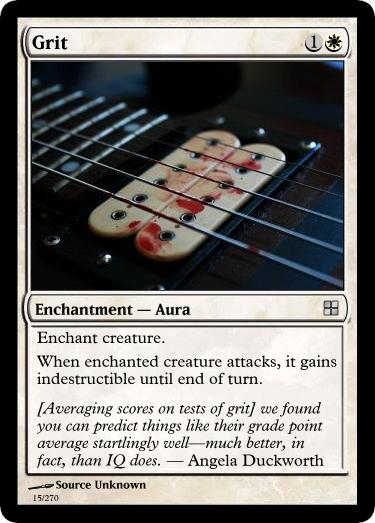 Grit 1
Enchantment — Aura
Enchant creature.
When enchanted creature attacks, it gains
indestructible until end of turn.
[Averaging scores on tests of grit] we found
you can predict things like their grade point
average startlingly well—much better, in
fact, than IQ does. — Angela Duckworth
Source Unknown
15/270